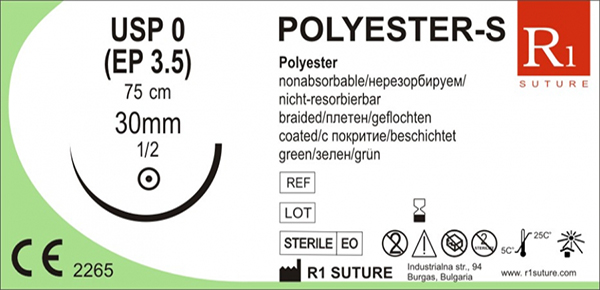 USP 0
(EP 3.5)
75 cm
30mm
1/2
CE 2265
POLYESTER-S
R1
SUTURE
Polyester
nonabsorbable/нерезорбируем/
nicht-resorbierbar
braided/плетен/geflochten
coated/с покритие/beschichtet
green/зелен/grün
REF
LOT
STERILE EO
2
STERILIZE
5C°
25C°
R1 SUTURE
Industrialna str., 94
Burgas, Bulgaria
www. r1suture.com